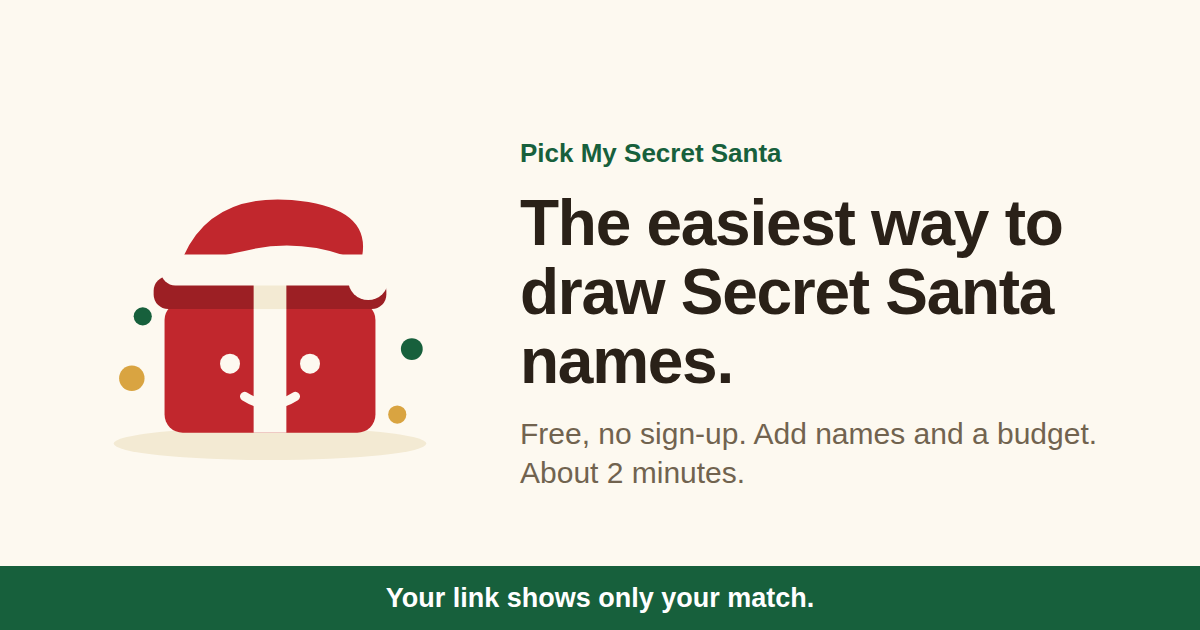 Pick My Secret Santa
The easiest way to
draw Secret Santa
names.
Free, no sign-up. Add names and a budget.
About 2 minutes.
Your link shows only your match.